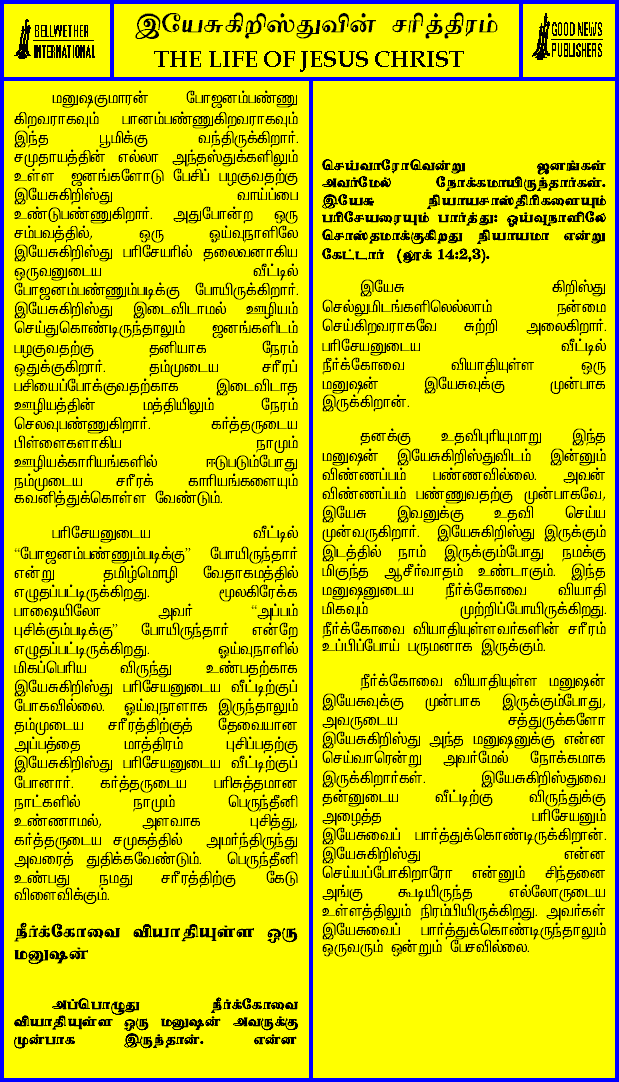 BELLWETHER
INTERNATIONAL
இயேசுகிறிஸ்துவின் சரித்திரம்
THE LIFE OF JESUS CHRIST
GOOD NEWS
PUBLISHERS
மனுஷகுமாரன் போஜனம்பண்ணு
கிறவராகவும் பானம்பண்ணுகிறவராகவும்
இந்த பூமிக்கு வந்திருக்கிறார்.
சமுதாயத்தின் எல்லா அந்தஸ்துக்களிலும்
உள்ள ஜனங்களோடு பேசிப் பழகுவதற்கு
இயேசுகிறிஸ்து வாய்ப்பை
உண்டுபண்ணுகிறார். அதுபோன்ற ஒரு
சம்பவத்தில், ஒரு ஓய்வுநாளிலே
இயேசுகிறிஸ்து பரிசேயரில் தலைவனாகிய
ஒருவனுடைய வீட்டில்
போஜனம்பண்ணும்படிக்கு போயிருக்கிறார்.
இயேசுகிறிஸ்து இடைவிடாமல் ஊழியம்
செய்துகொண்டிருந்தாலும் ஜனங்களிடம்
பழகுவதற்கு தனியாக நேரம்
ஒதுக்குகிறார். தம்முடைய சரீரப்
பசியைப்போக்குவதற்காக இடைவிடாத
ஊழியத்தின் மத்தியிலும் நேரம்
செலவுபண்ணுகிறார். கர்த்தருடைய
பிள்ளைகளாகிய நாமும்
ஊழியக்காரியங்களில் ஈடுபடும்போது
நம்முடைய சரீரக் காரியங்களையும்
கவனித்துக்கொள்ள வேண்டும்.
பரிசேயனுடைய வீட்டில்
“போஜனம்பண்ணும்படிக்கு” போயிருந்தார்
என்று தமிழ்மொழி வேதாகமத்தில்
எழுதப்பட்டிருக்கிறது. மூலகிரேக்க
பாஷையிலோ அவர் “அப்பம்
புசிக்கும்படிக்கு” போயிருந்தார் என்றே
எழுதப்பட்டிருக்கிறது. ஓய்வுநாளில்
மிகப்பெரிய விருந்து உண்பதற்காக
இயேசுகிறிஸ்து பரிசேயனுடைய வீட்டிற்குப்
போகவில்லை. ஓய்வுநாளாக இருந்தாலும்
தம்முடைய சரீரத்திற்குத் தேவையான
அப்பத்தை மாத்திரம் புசிப்பதற்கு
இயேசுகிறிஸ்து பரிசேயனுடைய வீட்டிற்குப்
போனார். கர்த்தருடைய பரிசுத்தமான
நாட்களில் நாமும் பெருந்தீனி
உண்ணாமல், அளவாக புசித்து,
கர்த்தருடைய சமுகத்தில் அமர்ந்திருந்து
அவரைத் துதிக்கவேண்டும். பெருந்தீனி
உண்பது நமது சரீரத்திற்கு கேடு
விளைவிக்கும்.
நீர்க்கோவை வியாதியுள்ள ஒரு
மனுஷன்
அப்பொழுது நீர்க்கோவை
வியாதியுள்ள ஒரு மனுஷன் அவருக்கு
முன்பாக இருந்தான். என்ன
செய்வாரோவென்று ஜனங்கள்
அவர்மேல் நோக்கமாயிருந்தார்கள்.
இயேசு நியாயசாஸ்திரிகளையும்
பரிசேயரையும் பார்த்து: ஓய்வுநாளிலே
சொஸ்தமாக்குகிறது நியாயமா என்று
கேட்டார் (லூக் 14:2,3).
இயேசு கிறிஸ்து
செல்லுமிடங்களிலெல்லாம் நன்மை
செய்கிறவராகவே சுற்றி அலைகிறார்.
பரிசேயனுடைய வீட்டில்
நீர்க்கோவை வியாதியுள்ள ஒரு
மனுஷன் இயேசுவுக்கு முன்பாக
இருக்கிறான்.
தனக்கு உதவிபுரியுமாறு இந்த
மனுஷன் இயேசுகிறிஸ்துவிடம் இன்னும்
விண்ணப்பம் பண்ணவில்லை. அவன்
விண்ணப்பம் பண்ணுவதற்கு முன்பாகவே,
இயேசு இவனுக்கு உதவி செய்ய
முன்வருகிறார். இயேசுகிறிஸ்து இருக்கும்
இடத்தில் நாம் இருக்கும்போது நமக்கு
மிகுந்த ஆசீர்வாதம் உண்டாகும். இந்த
மனுஷனுடைய நீர்க்கோவை வியாதி
மிகவும் முற்றிப்போயிருக்கிறது.
நீர்க்கோவை வியாதியுள்ளவர்களின் சரீரம்
உப்பிப்போய் பருமனாக இருக்கும்.
நீர்க்கோவை வியாதியுள்ள மனுஷன்
இயேசுவுக்கு முன்பாக இருக்கும்போது,
அவருடைய சத்துருக்களோ
இயேசுகிறிஸ்து அந்த மனுஷனுக்கு என்ன
செய்வாரென்று அவர்மேல் நோக்கமாக
இருக்கிறார்கள். இயேசுகிறிஸ்துவை
தன்னுடைய வீட்டிற்கு விருந்துக்கு
அழைத்த பரிசேயனும்
இயேசுவைப் பார்த்துக்கொண்டிருக்கிறான்.
இயேசுகிறிஸ்து என்ன
செய்யப்போகிறாரோ என்னும் சிந்தனை
அங்கு கூடியிருந்த எல்லோருடைய
உள்ளத்திலும் நிரம்பியிருக்கிறது. அவர்கள்
இயேசுவைப் பார்த்துக்கொண்டிருந்தாலும்
ஒருவரும் ஒன்றும் பேசவில்லை.